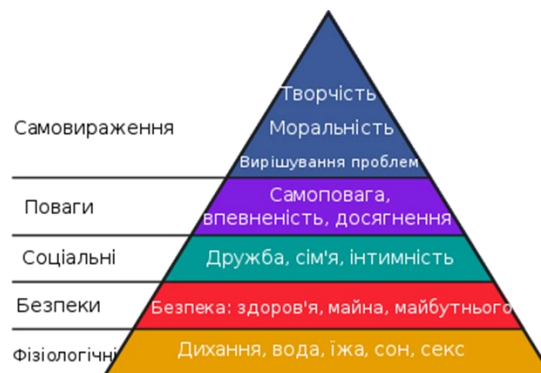 Творчість
Самовираження
Моральність
Вирішування проблем
Поваги
Самоповага,
впевненість, досягнення
Соціальні
Дружба, сім'я, інтимність
Безпеки
Безпека: здоров'я, майна, майбутнього
Фізіологічні
Дихання, вода, їжа, сон, секс